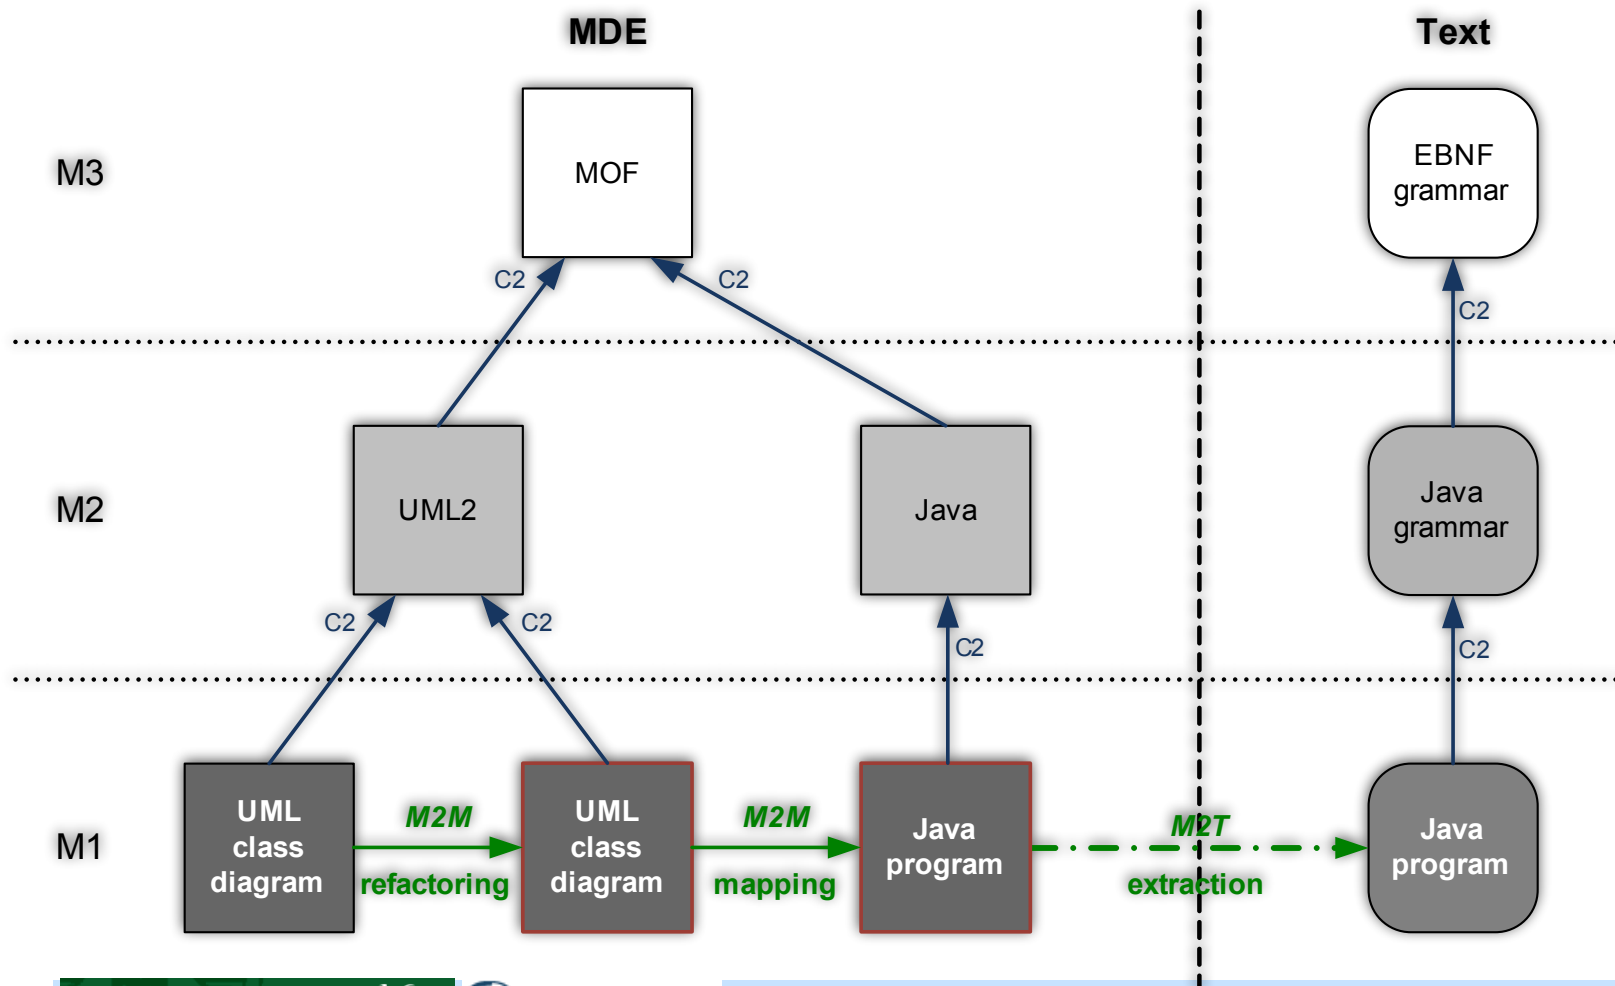 MDE
Text
M3
MOF
EBNF
grammar
C2
C2
C2
M2
UML2
Java
Java
grammar
C2
C2
C2
C2
M1
UML
class
diagram
M2M
refactoring
UML
class
diagram
M2M
mapping
Java
program
M2T
extraction
Java
program